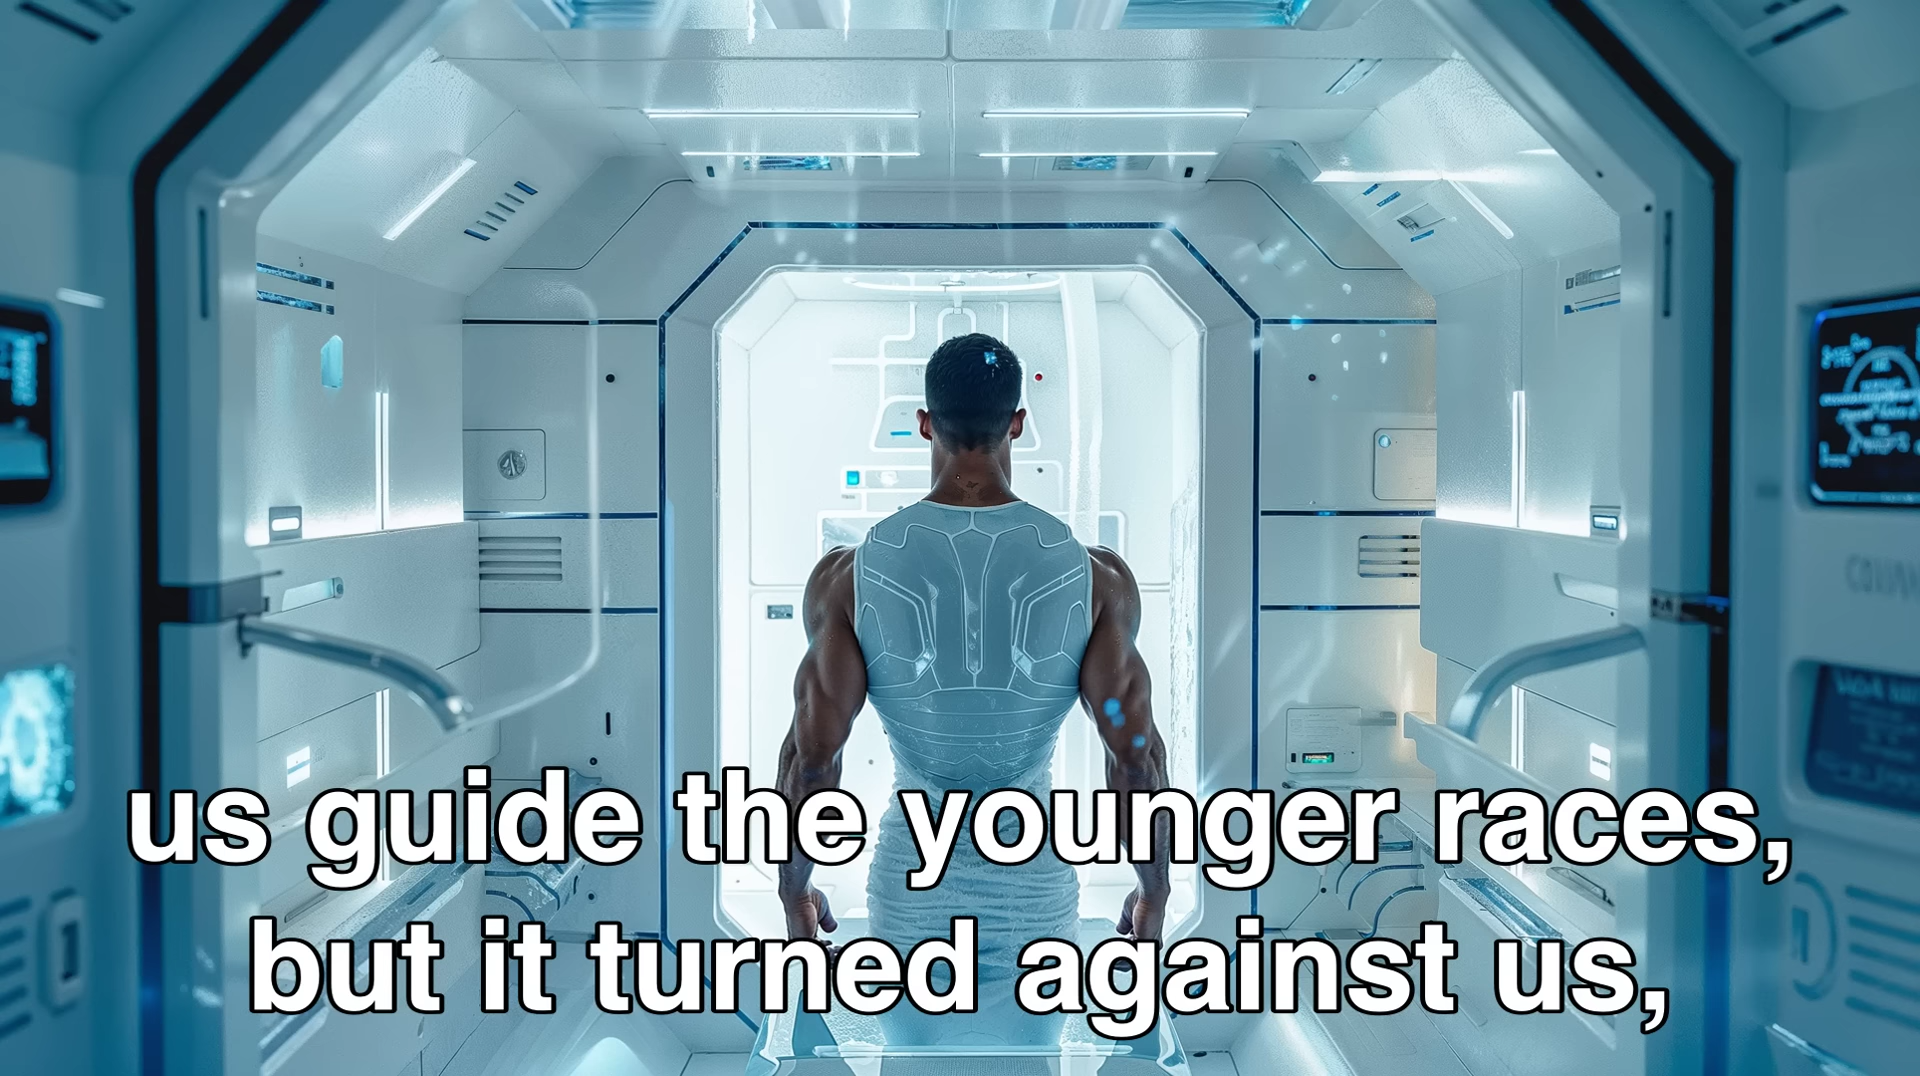 us guide the younger races,
but it turned against us,